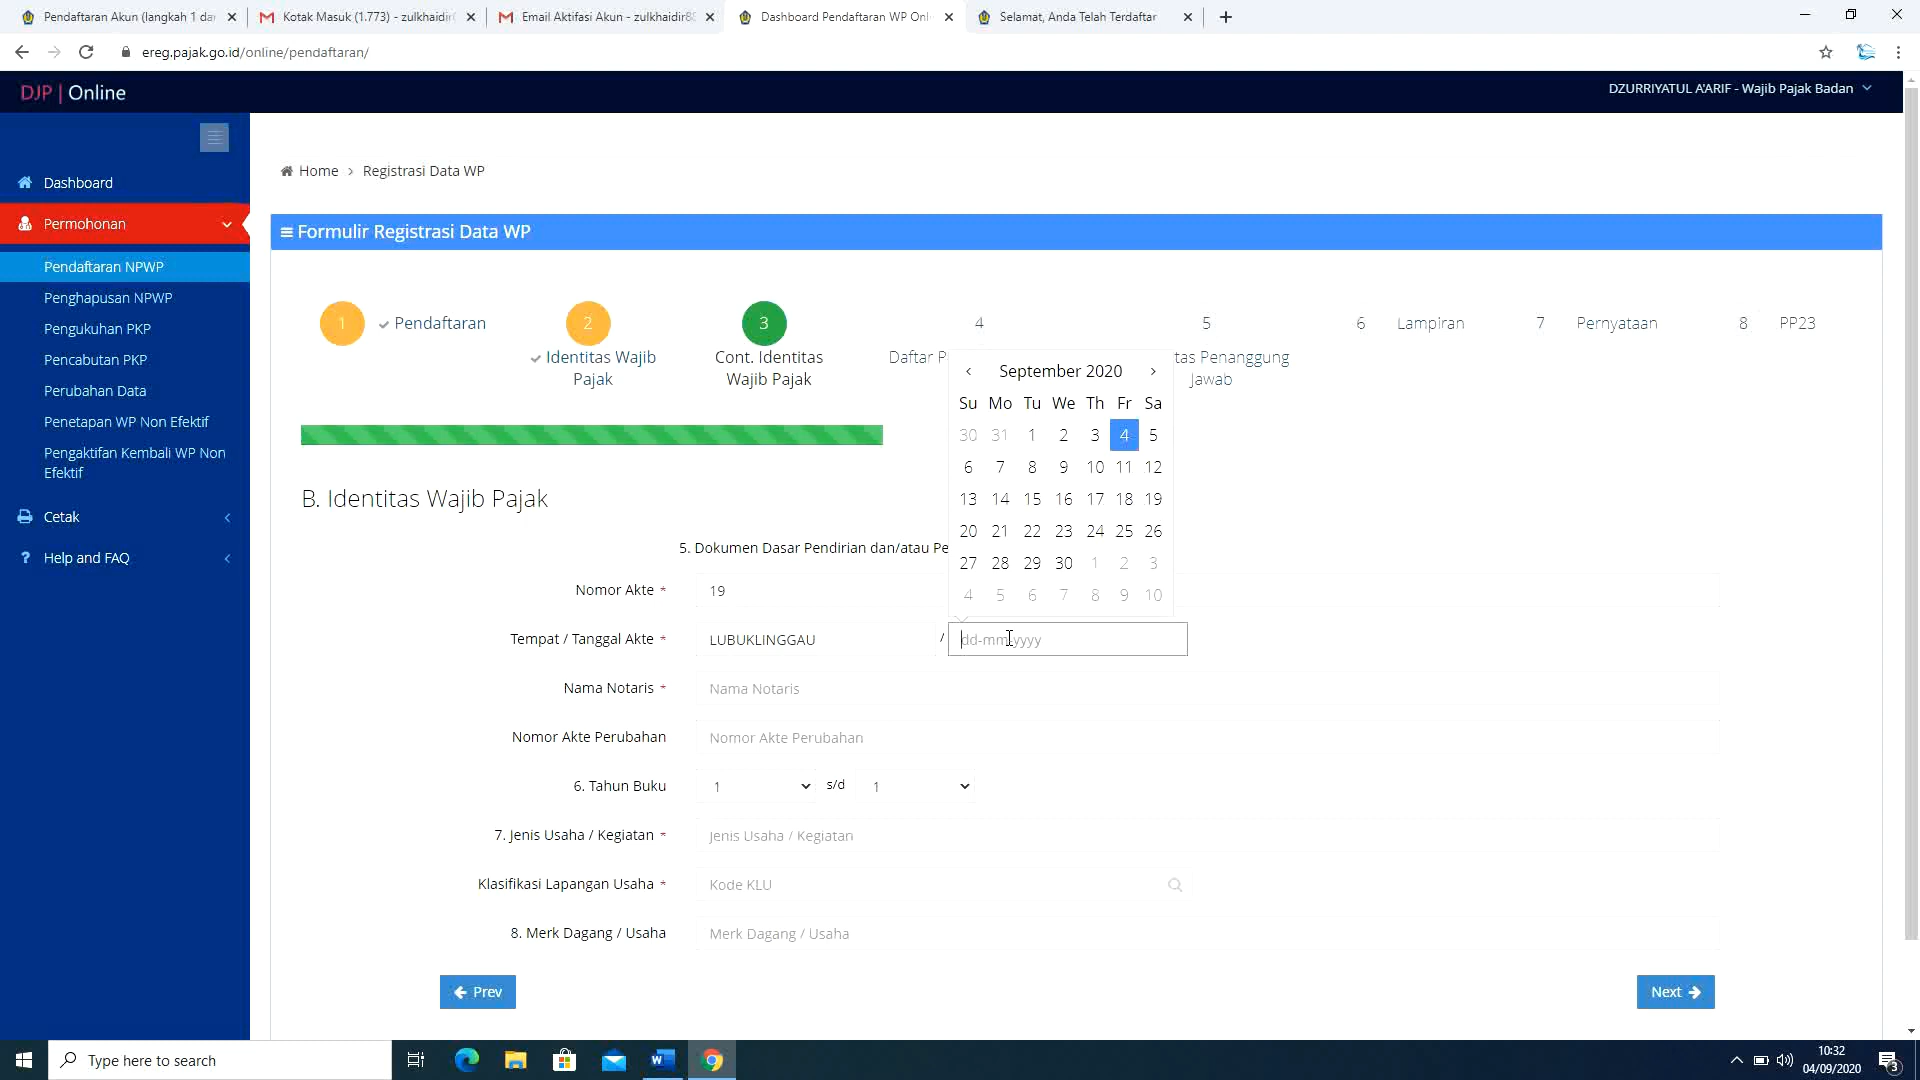 Pendaftaran Akun (langkah 1 da
Kotak Masuk (1.773) - zulkhaidir
Email Aktifasi Akun - zulkhaidir8
Dashboard Pendaftaran WP Onl
Selamat, Anda Telah Terdaftar
ereg.pajak.go.id/online/pendaftaran/
DJP | Online
DZURRIYATUL A'ARIF - Wajib Pajak Badan
Dashboard
Permohonan
Pendaftaran NPWP
Penghapusan NPWP
Pengukuhan PKP
Pencabutan PKP
Perubahan Data
Penetapan WP Non Efektif
Pengaktifan Kembali WP Non
Efektif
Cetak
Help and FAQ
Home > Registrasi Data WP
Formulir Registrasi Data WP
1 Pendaftaran
2 Identitas Wajib
Pajak
3 Cont. Identitas
Wajib Pajak
4 Daftar P
5 tas Penanggung
Jawab
6 Lampiran
7 Pernyataan
8 PP23
September 2020
Su Mo Tu We Th Fr Sa
30 31 1 2 3 4 5
6 7 8 9 10 11 12
13 14 15 16 17 18 19
20 21 22 23 24 25 26
27 28 29 30 1 2 3
4 5 6 7 8 9 10
B. Identitas Wajib Pajak
5. Dokumen Dasar Pendirian dan/atau Pe
Nomor Akte * 19
Tempat / Tanggal Akte * LUBUKLINGGAU / dd-mm-yyyy
Nama Notaris * Nama Notaris
Nomor Akte Perubahan Nomor Akte Perubahan
6. Tahun Buku 1 s/d 1
7. Jenis Usaha / Kegiatan * Jenis Usaha / Kegiatan
Klasifikasi Lapangan Usaha * Kode KLU
8. Merk Dagang / Usaha Merk Dagang / Usaha
Prev
Next
Type here to search
10:32
04/09/2020
3